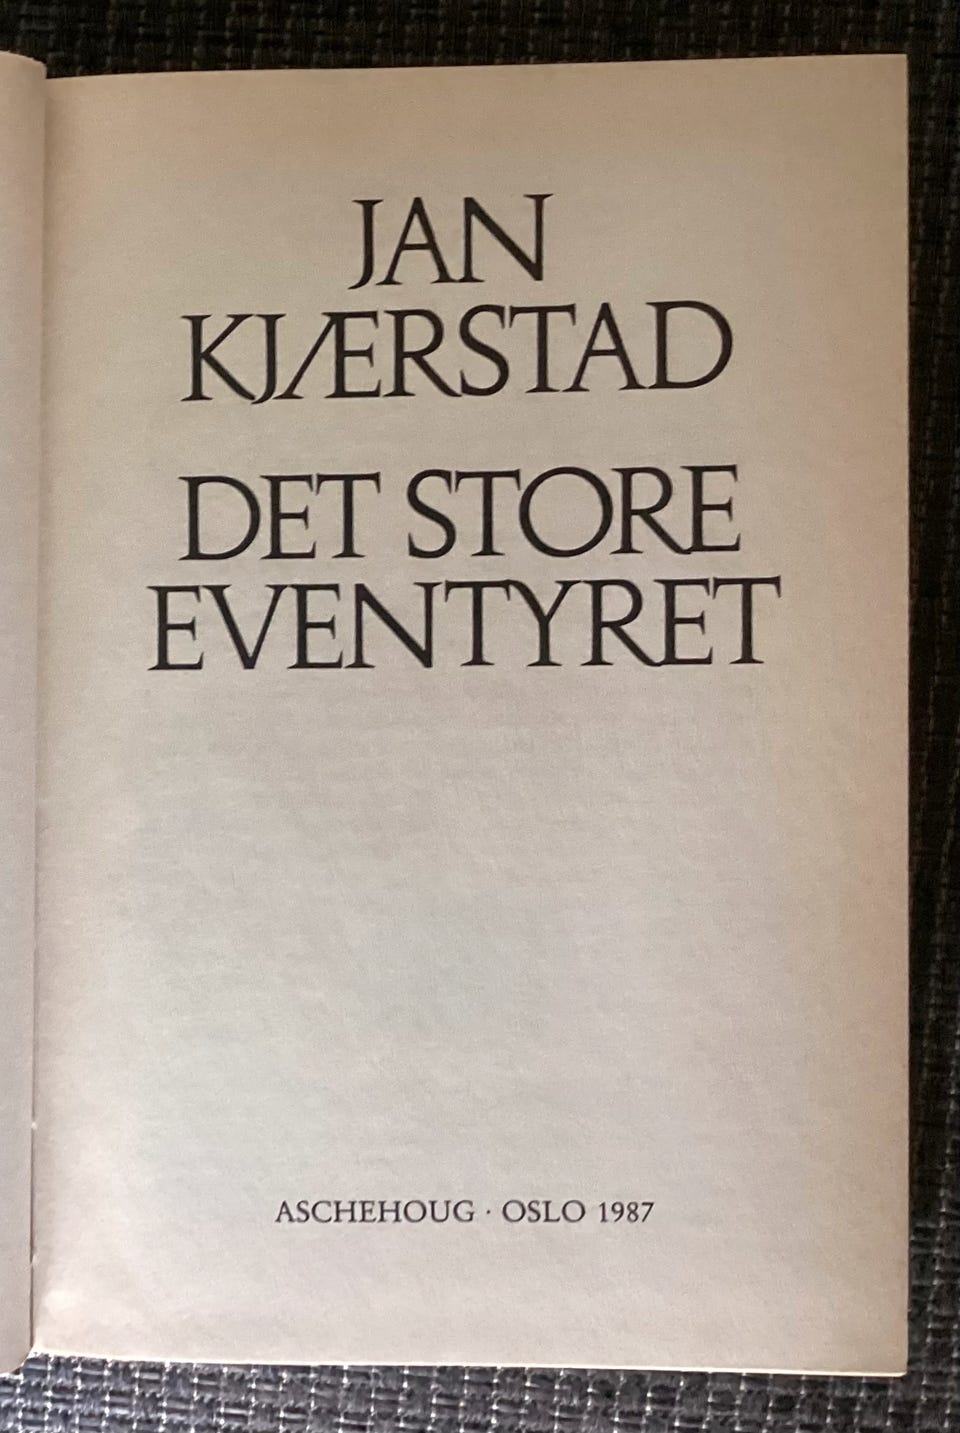 JAN
KJÆRSTAD
DET STORE
EVENTYRET
ASCHEHOUG · OSLO 1987